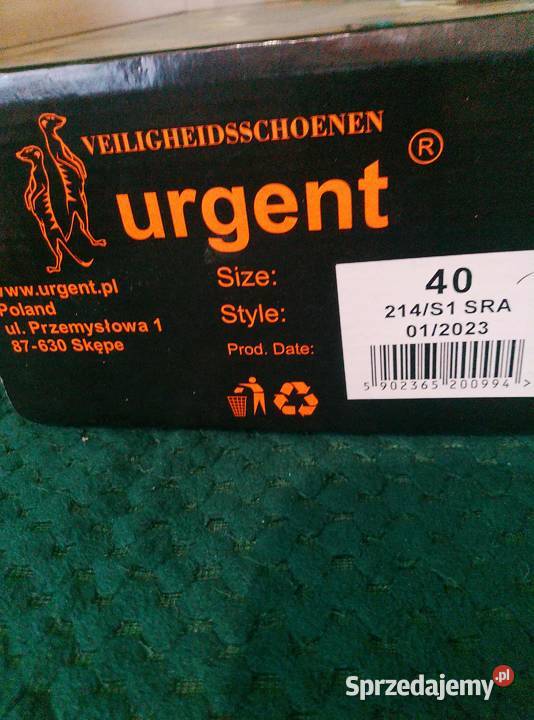 VEILIGHEIDSSCHOENEN
urgent ®
www.urgent.pl
Poland
ul. Przemysłowa 1
87-630 Skępe
Size: 40
Style: 214/S1 SRA
Prod. Date: 01/2023
5 902365 200994 >
Sprzedajemy.pl